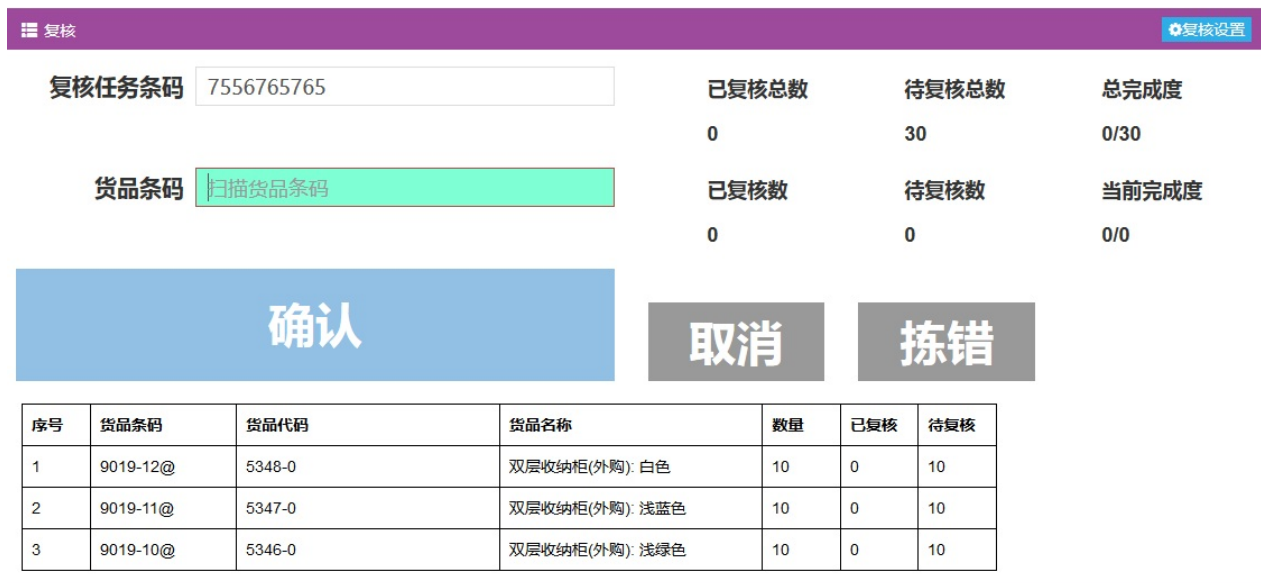 复核 复核设置
复核任务条码 7556765765 已复核总数 待复核总数 总完成度
0 30 0/30
货品条码 扫描货品条码 已复核数 待复核数 当前完成度
0 0 0/0
确认 取消 拣错
序号 货品条码 货品代码 货品名称 数量 已复核 待复核
1 9019-12@ 5348-0 双层收纳柜(外购): 白色 10 0 10
2 9019-11@ 5347-0 双层收纳柜(外购): 浅蓝色 10 0 10
3 9019-10@ 5346-0 双层收纳柜(外购): 浅绿色 10 0 10